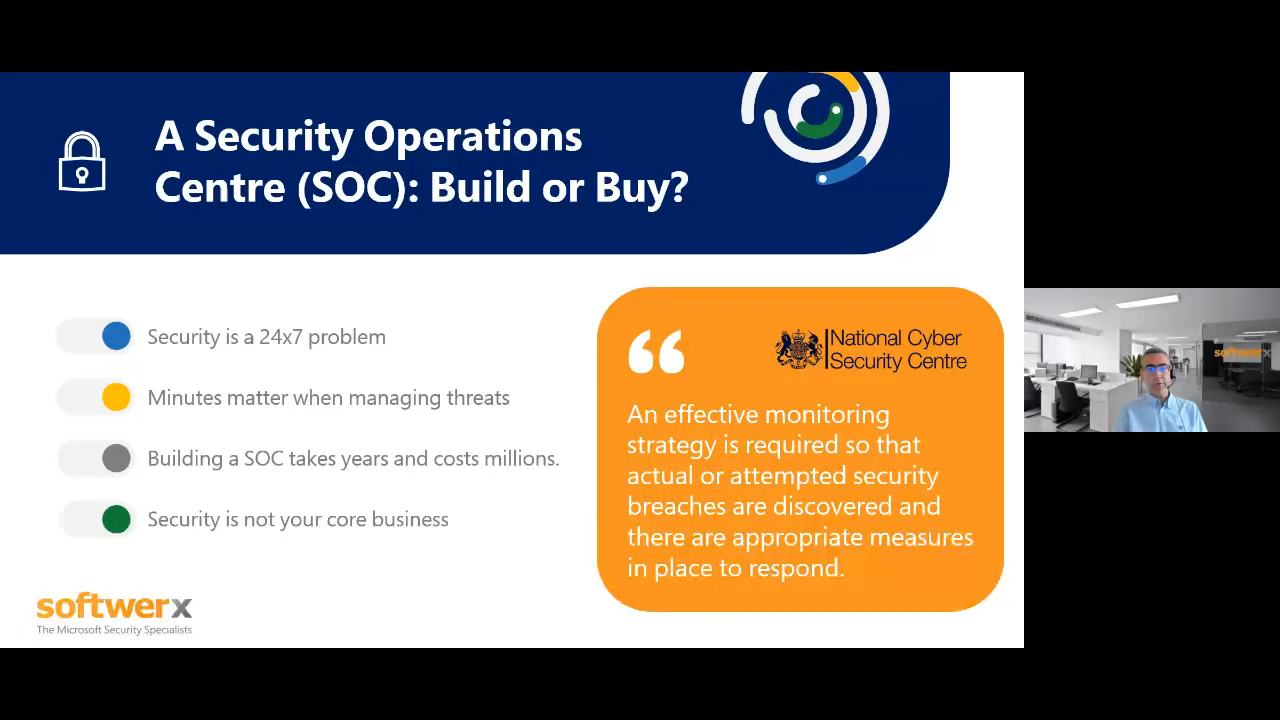 A Security Operations
Centre (SOC): Build or Buy?
Security is a 24x7 problem
Minutes matter when managing threats
Building a SOC takes years and costs millions.
Security is not your core business
softwerx
The Microsoft Security Specialists
National Cyber
Security Centre
An effective monitoring
strategy is required so that
actual or attempted security
breaches are discovered and
there are appropriate measures
in place to respond.
softwerx